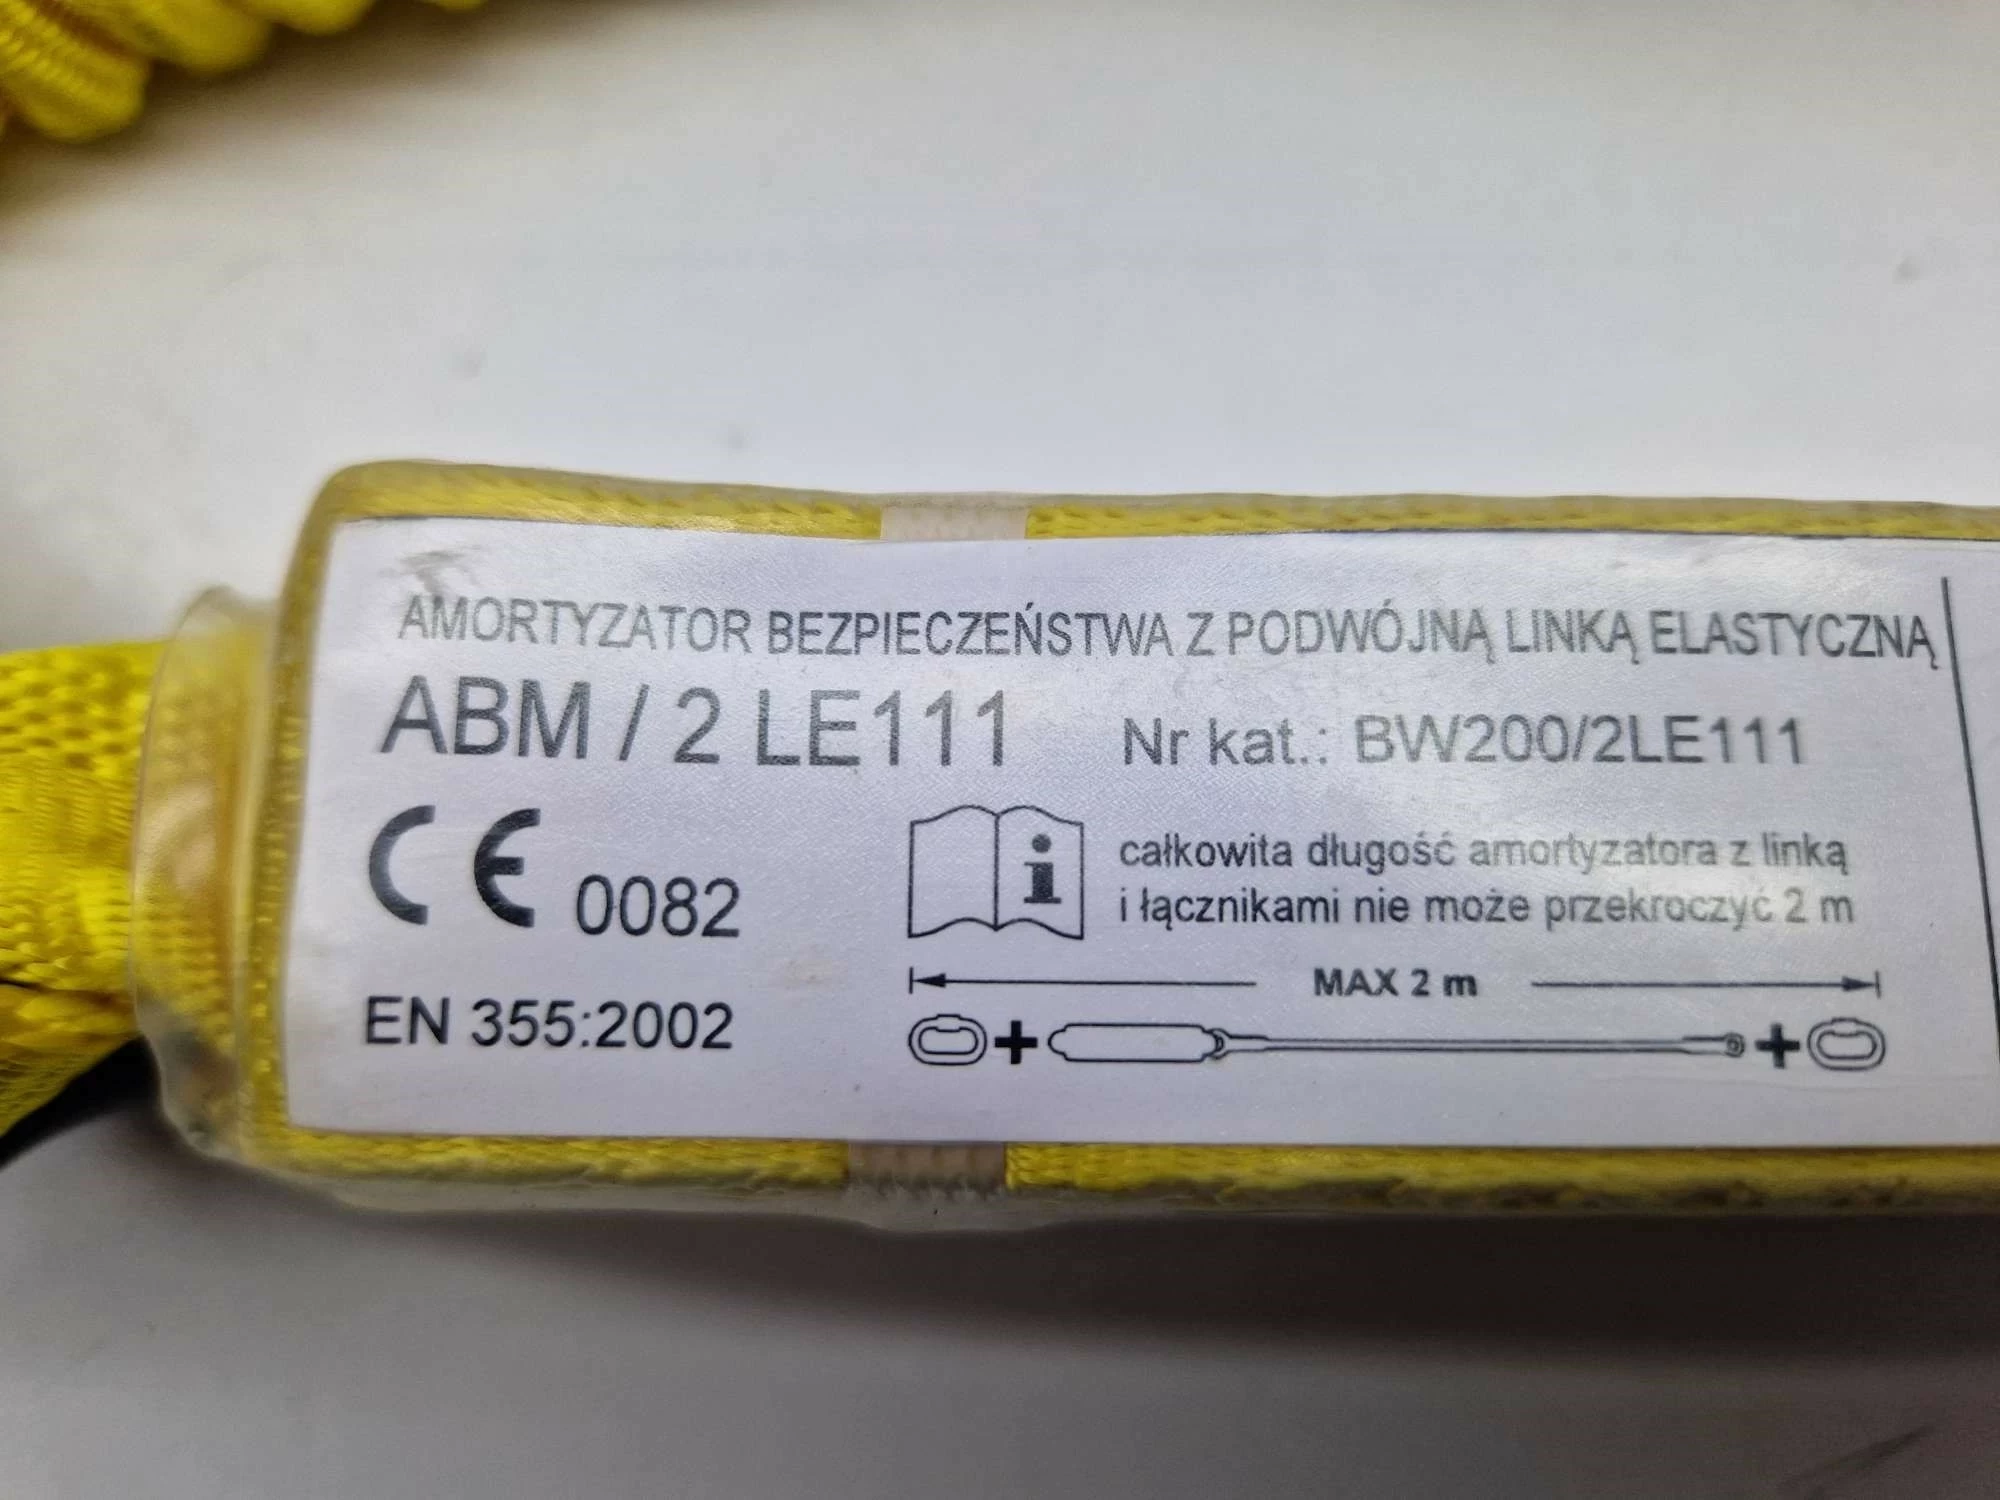 AMORTYZATOR BEZPIECZEŃSTWA Z PODWÓJNĄ LINKĄ ELASTYCZNĄ
ABM / 2 LE111 Nr kat.: BW200/2LE111
CE 0082
całkowita długość amortyzatora z linką
i łącznikami nie może przekroczyć 2 m
MAX 2 m
EN 355:2002